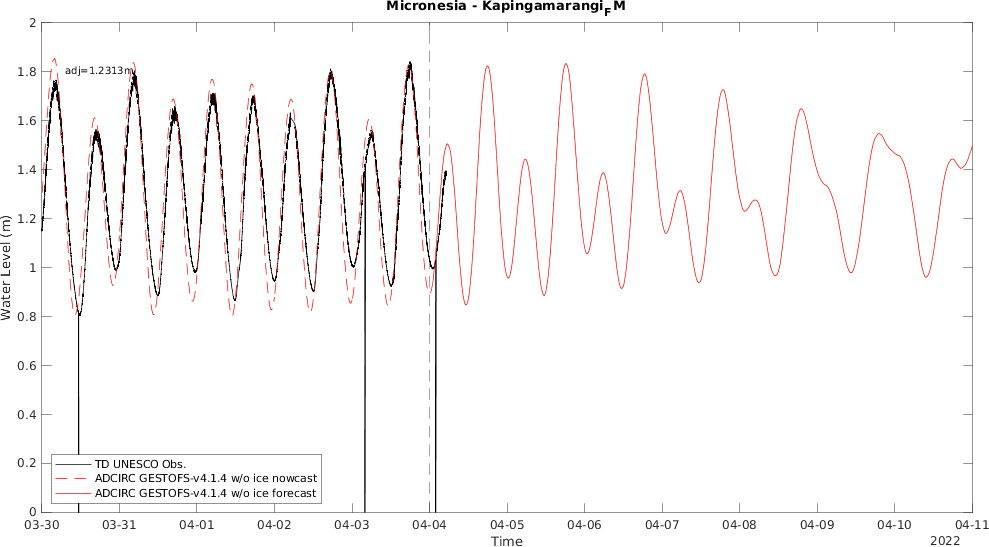 Micronesia - Kapingamarangi_FM
adj=1.2313m
2
1.8
1.6
1.4
1.2
1
0.8
0.6
0.4
0.2
0
Water Level (m)
TD UNESCO Obs.
ADCIRC GESTOFS-v4.1.4 w/o ice nowcast
ADCIRC GESTOFS-v4.1.4 w/o ice forecast
03-30 03-31 04-01 04-02 04-03 04-04 04-05 04-06 04-07 04-08 04-09 04-10 04-11
Time
2022